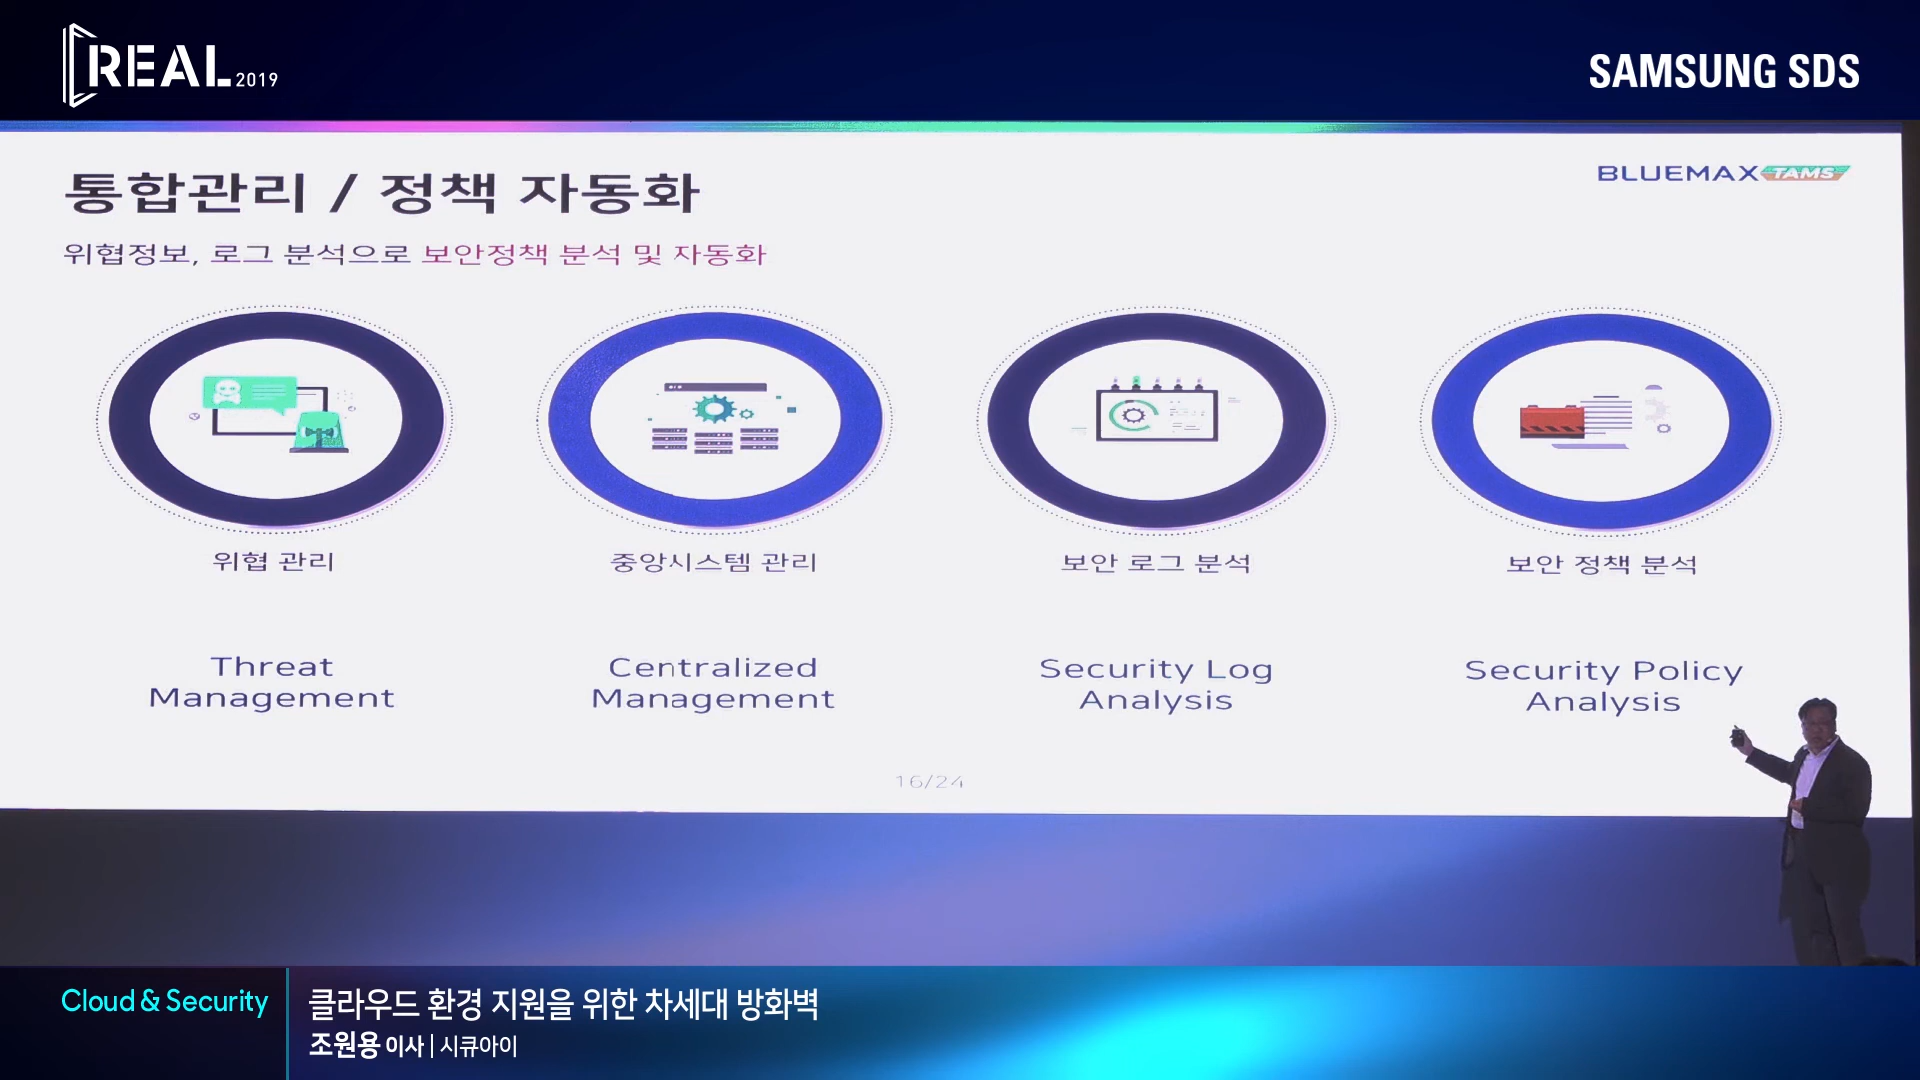 REAL 2019
SAMSUNG SDS
통합관리 / 정책 자동화
BLUEMAX TAMS
위협정보, 로그 분석으로 보안정책 분석 및 자동화
위협 관리
중앙시스템 관리
보안 로그 분석
보안 정책 분석
Threat
Management
Centralized
Management
Security Log
Analysis
Security Policy
Analysis
16/24
Cloud & Security
클라우드 환경 지원을 위한 차세대 방화벽
조원용 이사 | 시큐아이